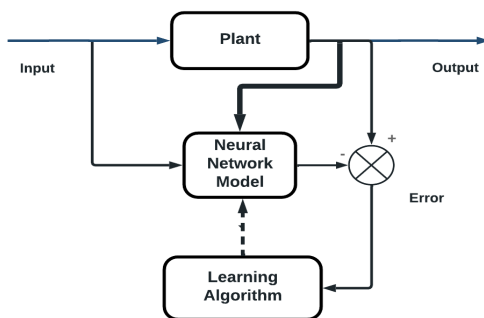 Plant
Input
Output
+
-
Neural
Network
Model
Error
Learning
Algorithm